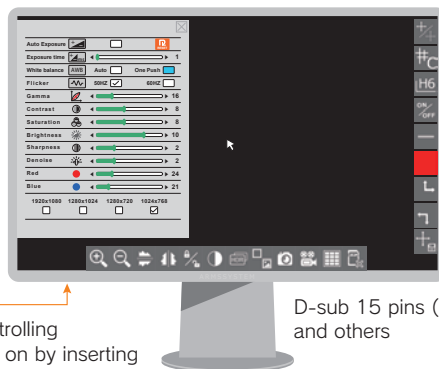 Auto Exposure
Exposure time 1
White balance AWB Auto One Push
Flicker 50HZ 60HZ
Gamma 16
Contrast 8
Saturation 8
Brightness 10
Sharpness 2
Denoise 2
Red 24
Blue 21
1920x1080 1280x1024 1280x720 1024x768
#C
H6
ON/OFF
D-sub 15 pins (
and others
trolling
on by inserting